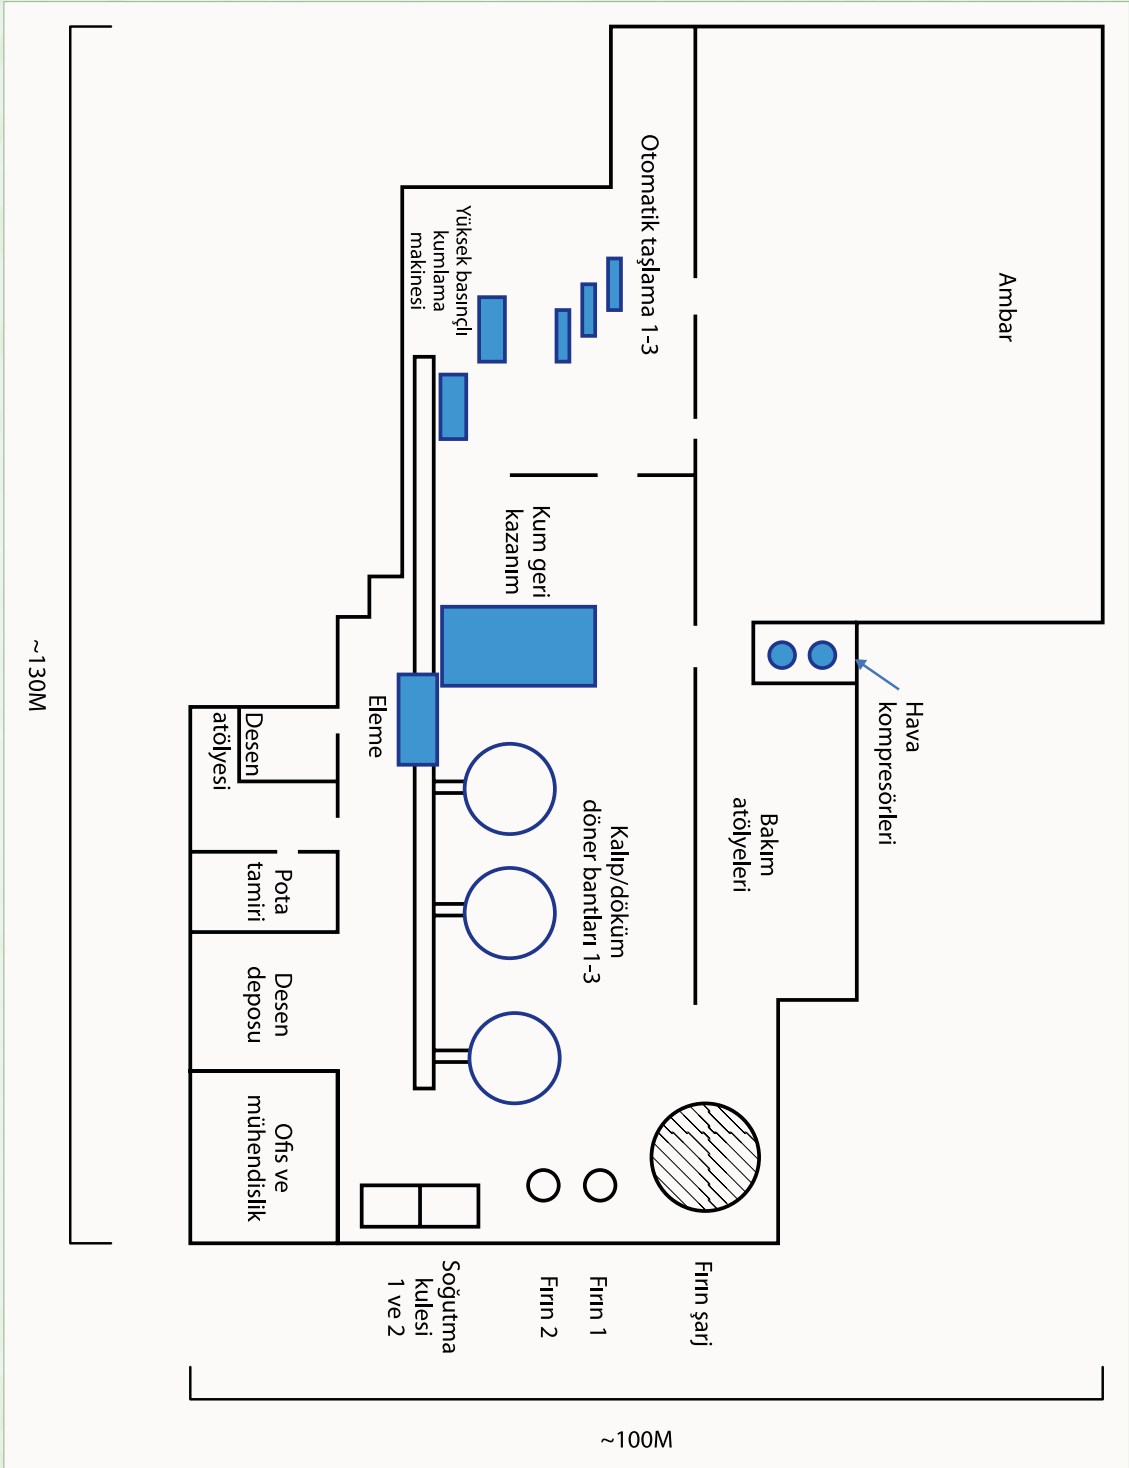 Ambar
Otomatik taşlama 1-3
Yüksek basınçlı
kumlama
makinesi
Kum geri
kazanım
Hava
kompresörleri
Bakım
atölyeleri
Kalıp/döküm
döner bantları 1-3
Eleme
Desen
atölyesi
Pota
tamiri
Desen
deposu
Ofis ve
mühendislik
Fırın şarj
Fırın 1
Fırın 2
Soğutma
kulesi
1 ve 2
~130M
~100M